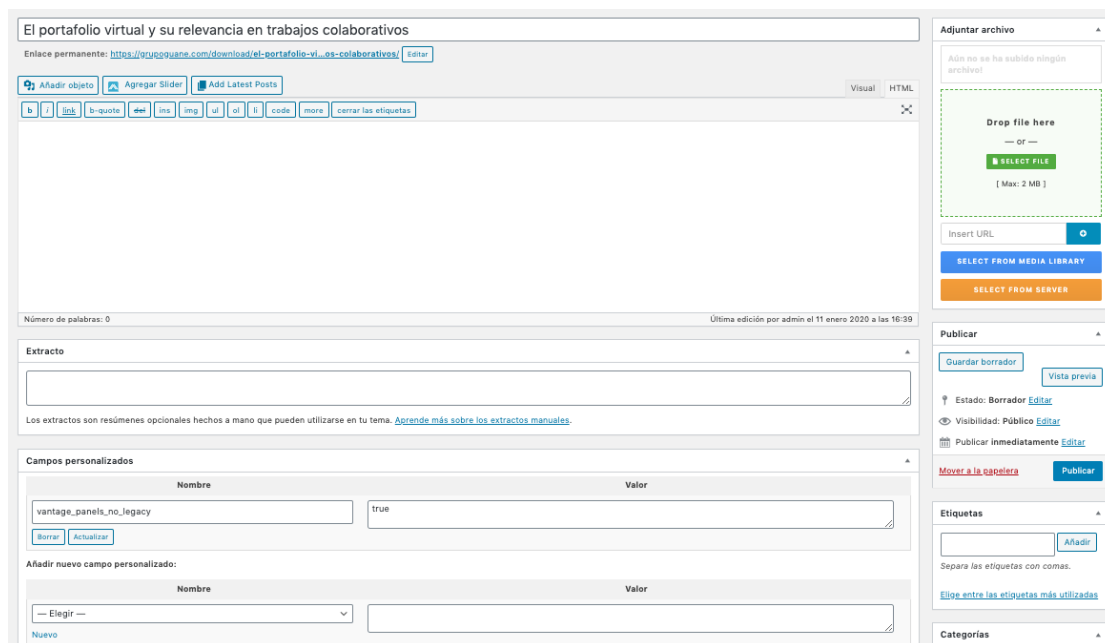 El portafolio virtual y su relevancia en trabajos colaborativos
Enlace permanente: https://grupoguane.com/download/el-portafolio-vi...os-colaborativos/ Editar
Añadir objeto Agregar Slider Add Latest Posts
Visual HTML
b i link b-quote del ins img ul ol li code more cerrar las etiquetas
Número de palabras: 0 Última edición por admin el 11 enero 2020 a las 16:39
Extracto
Los extractos son resúmenes opcionales hechos a mano que pueden utilizarse en tu tema. Aprende más sobre los extractos manuales.
Campos personalizados
Nombre Valor
vantage_panels_no_legacy true
Borrar Actualizar
Añadir nuevo campo personalizado:
Nombre Valor
— Elegir —
Nuevo
Adjuntar archivo
Aún no se ha subido ningún
archivo!
Drop file here
— or —
SELECT FILE
[ Max: 2 MB ]
Insert URL
SELECT FROM MEDIA LIBRARY
SELECT FROM SERVER
Publicar
Guardar borrador
Vista previa
Estado: Borrador Editar
Visibilidad: Público Editar
Publicar inmediatamente Editar
Mover a la papelera Publicar
Etiquetas
Añadir
Separa las etiquetas con comas.
Elige entre las etiquetas más utilizadas
Categorías